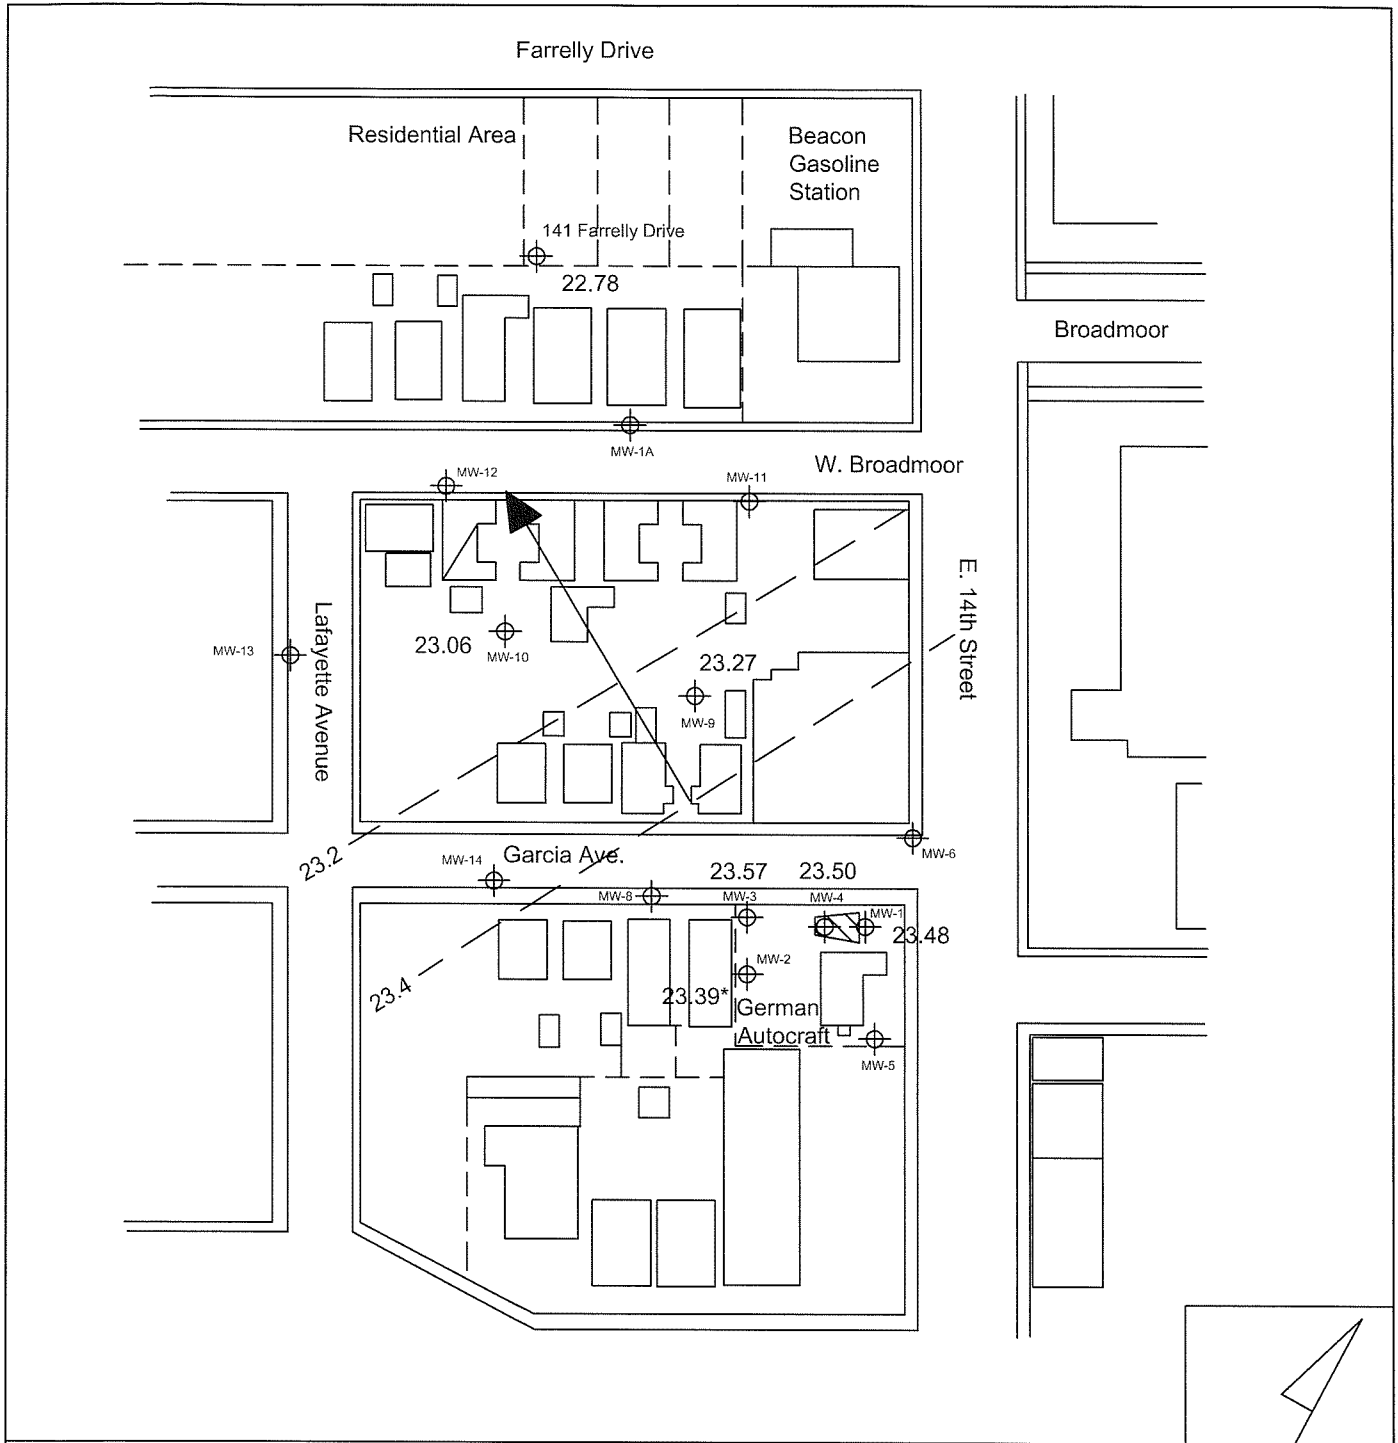 Farrelly Drive
Residential Area
Beacon
Gasoline
Station
141 Farrelly Drive
22.78
Broadmoor
MW-1A
W. Broadmoor
MW-12
MW-11
E. 14th Street
Lafayette Avenue
MW-13
23.06
MW-10
23.27
MW-9
23.2
Garcia Ave.
MW-6
MW-14
23.57
23.50
MW-8
MW-3
MW-4
MW-1
23.48
MW-2
23.4
23.39*
German
Autocraft
MW-5